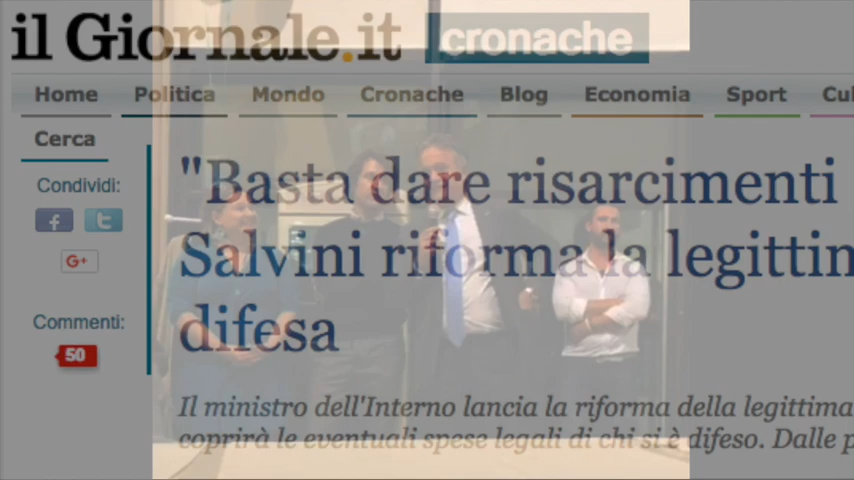 il Giornale.it cronache
Home Politica Mondo Cronache Blog Economia Sport
Cerca
Condividi:
f t
G+
Commenti:
50
"Basta dare risarcimenti
Salvini riforma la legittim
difesa
Il ministro dell'Interno lancia la riforma della legittima
coprirà le eventuali spese legali di chi si è difeso. Dalle p